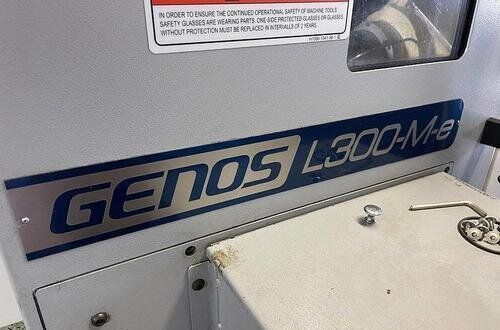 IN ORDER TO ENSURE THE CONTINUED OPERATIONAL SAFETY OF MACHINE TOOLS
SAFETY GLASSES ARE WEARING PARTS. ONE-SIDE PROTECTED GLASSES OR GLASSES
WITHOUT PROTECTION MUST BE REPLACED IN INTERVALLS OF 2 YEARS
GENOS L300-M-e